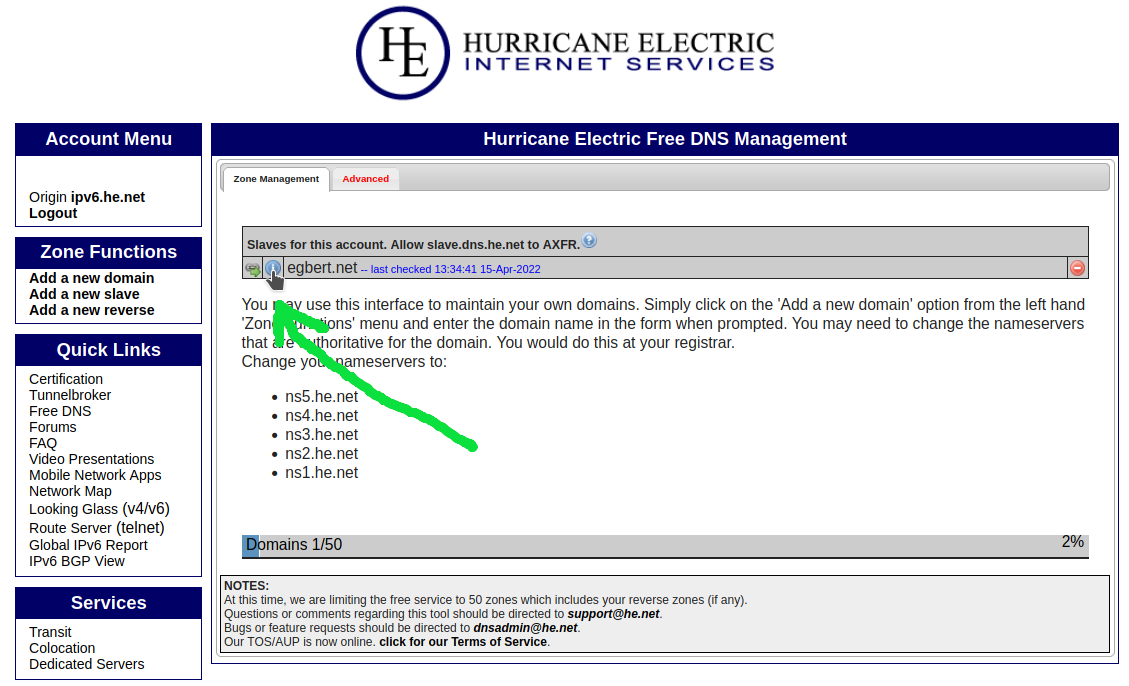 HE HURRICANE ELECTRIC
INTERNET SERVICES
Account Menu
Origin ipv6.he.net
Logout
Zone Functions
Add a new domain
Add a new slave
Add a new reverse
Quick Links
Certification
Tunnelbroker
Free DNS
Forums
FAQ
Video Presentations
Mobile Network Apps
Network Map
Looking Glass (v4/v6)
Route Server (telnet)
Global IPv6 Report
IPv6 BGP View
Services
Transit
Colocation
Dedicated Servers
Hurricane Electric Free DNS Management
Zone Management
Advanced
Slaves for this account. Allow slave.dns.he.net to AXFR.
egbert.net -- last checked 13:34:41 15-Apr-2022
You may use this interface to maintain your own domains. Simply click on the 'Add a new domain' option from the left hand
'Zone Functions' menu and enter the domain name in the form when prompted. You may need to change the nameservers
that are authoritative for the domain. You would do this at your registrar.
Change your nameservers to:
ns5.he.net
ns4.he.net
ns3.he.net
ns2.he.net
ns1.he.net
Domains 1/50 2%
NOTES:
At this time, we are limiting the free service to 50 zones which includes your reverse zones (if any).
Questions or comments regarding this tool should be directed to support@he.net.
Bugs or feature requests should be directed to dnsadmin@he.net.
Our TOS/AUP is now online. click for our Terms of Service.